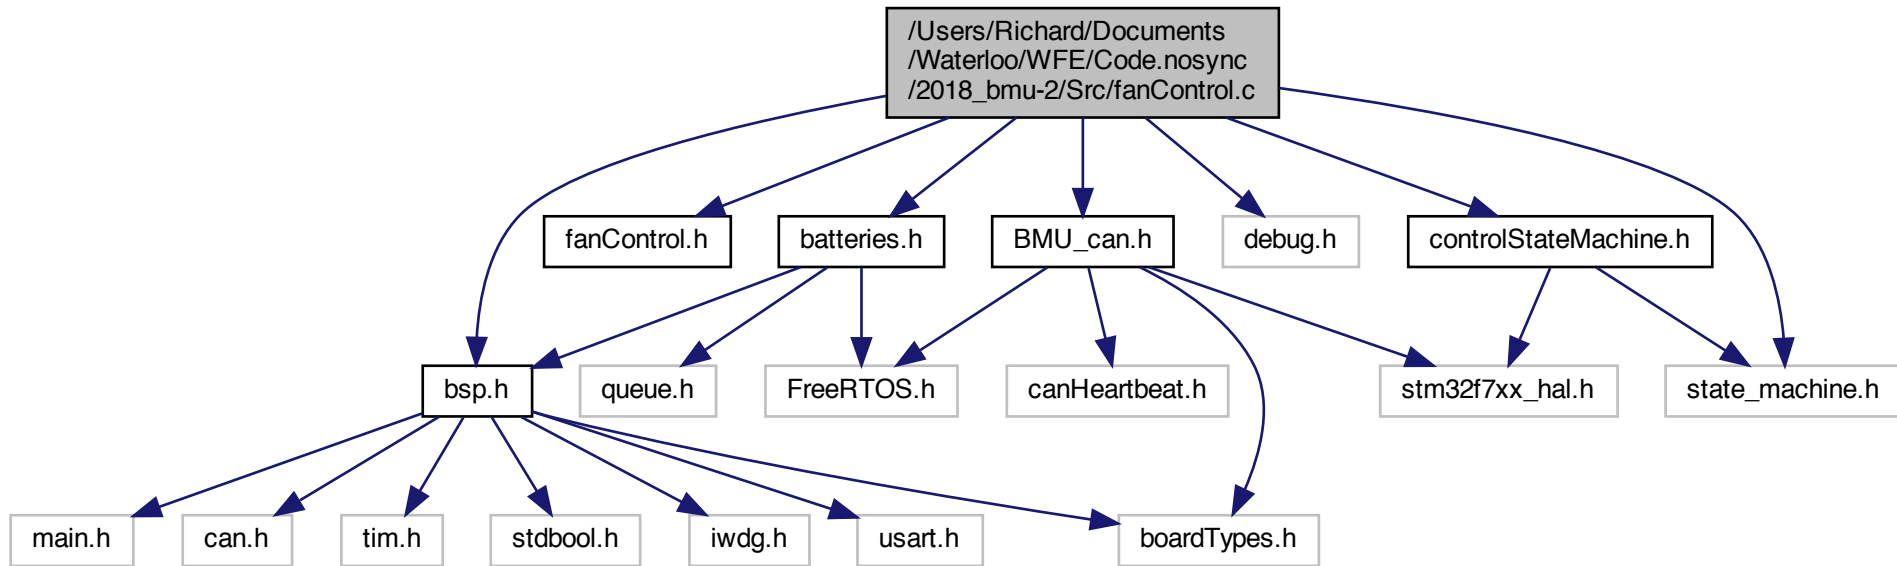 /Users/Richard/Documents
/Waterloo/WFE/Code.nosync
/2018_bmu-2/Src/fanControl.c
fanControl.h
batteries.h
BMU_can.h
debug.h
controlStateMachine.h
bsp.h
queue.h
FreeRTOS.h
canHeartbeat.h
stm32f7xx_hal.h
state_machine.h
main.h
can.h
tim.h
stdbool.h
iwdg.h
usart.h
boardTypes.h